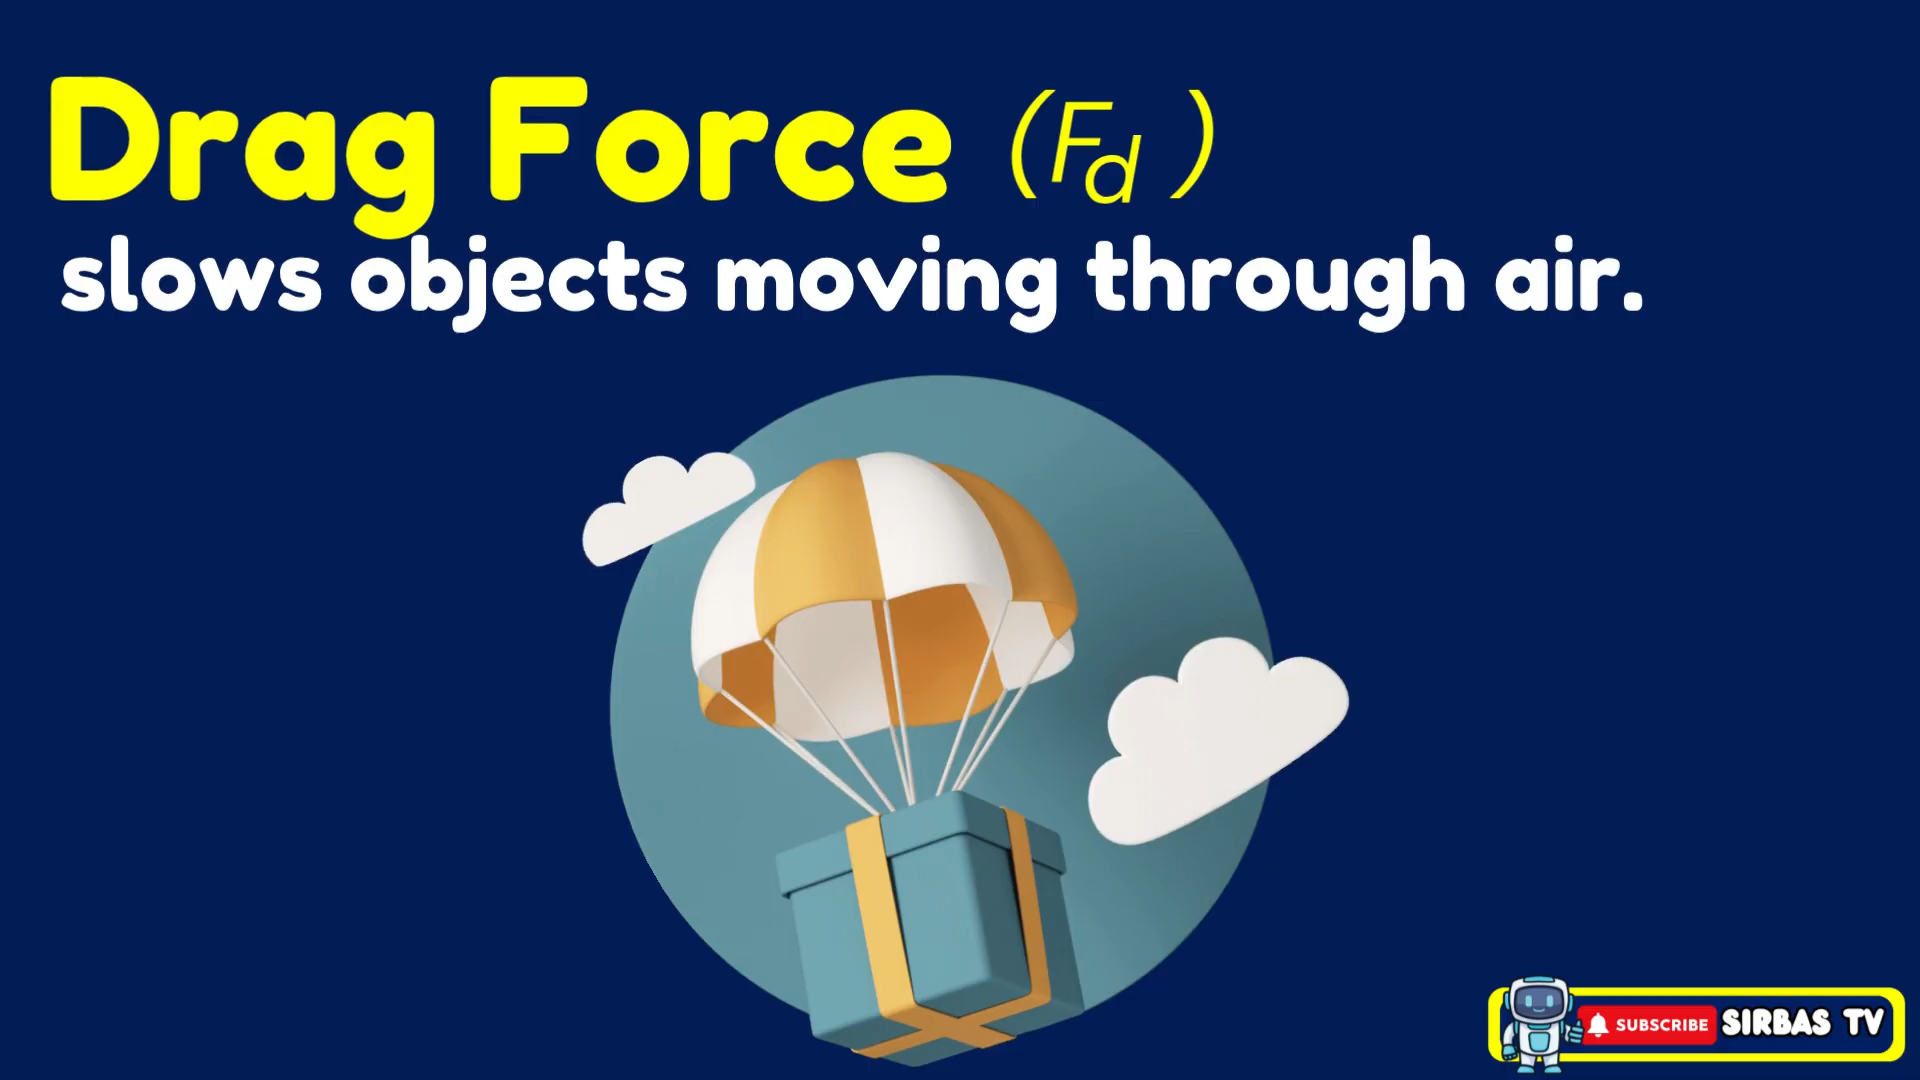 Drag Force (Fd )
slows objects moving through air.
SUBSCRIBE SIRBAS TV